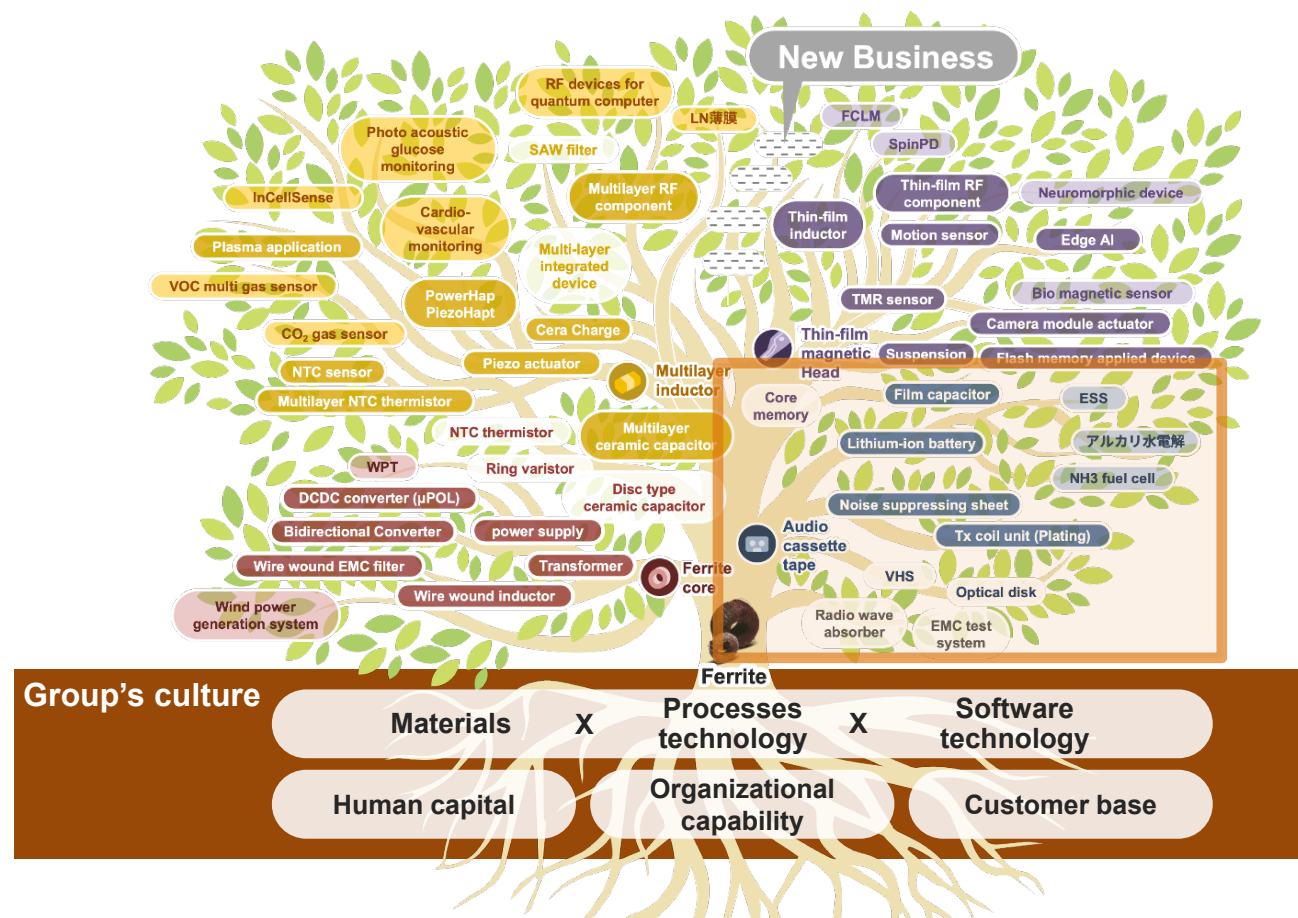 New Business
RF devices for
quantum computer
LN薄膜
FCLM
Photo acoustic
glucose
monitoring
SAW filter
SpinPD
Multilayer RF
component
Thin-film RF
component
Neuromorphic device
InCellSense
Cardio-
vascular
monitoring
Thin-film
inductor
Motion sensor
Edge AI
Plasma application
Multi-layer
integrated
device
VOC multi gas sensor
PowerHap
PiezoHapt
TMR sensor
Bio magnetic sensor
CO₂ gas sensor
Cera Charge
Camera module actuator
Thin-film
magnetic
Head
Suspension
Flash memory applied device
NTC sensor
Piezo actuator
Multilayer
inductor
Multilayer NTC thermistor
Core
memory
Film capacitor
ESS
NTC thermistor
Multilayer
ceramic capacitor
Lithium-ion battery
アルカリ水電解
WPT
Ring varistor
NH3 fuel cell
DCDC converter (μPOL)
Disc type
ceramic capacitor
Noise suppressing sheet
Bidirectional Converter
power supply
Audio
cassette
tape
Tx coil unit (Plating)
Wire wound EMC filter
Transformer
Ferrite
core
VHS
Optical disk
Wire wound inductor
Wind power
generation system
Radio wave
absorber
EMC test
system
Ferrite
Group's culture
Materials X Processes technology X Software technology
Human capital
Organizational
capability
Customer base